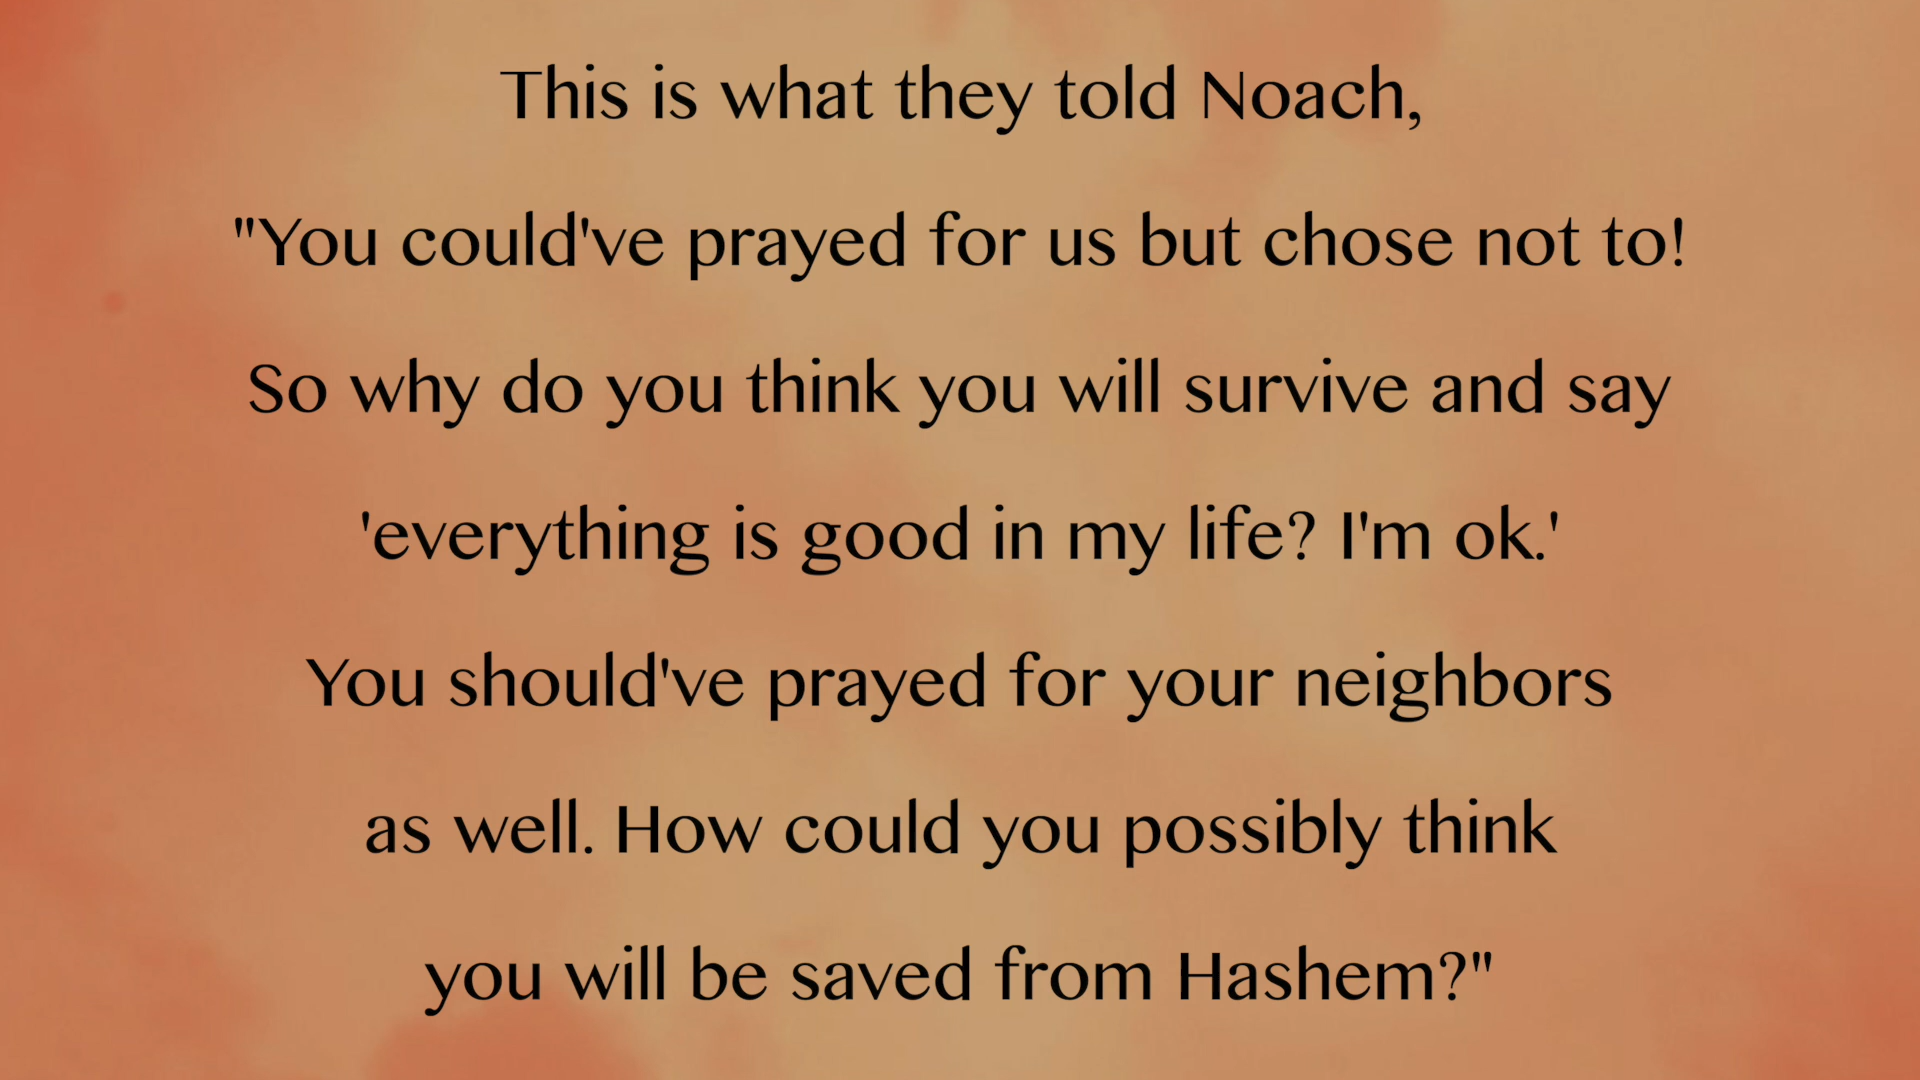 This is what they told Noach,
"You could've prayed for us but chose not to!
So why do you think you will survive and say
'everything is good in my life? I'm ok.'
You should've prayed for your neighbors
as well. How could you possibly think
you will be saved from Hashem?"